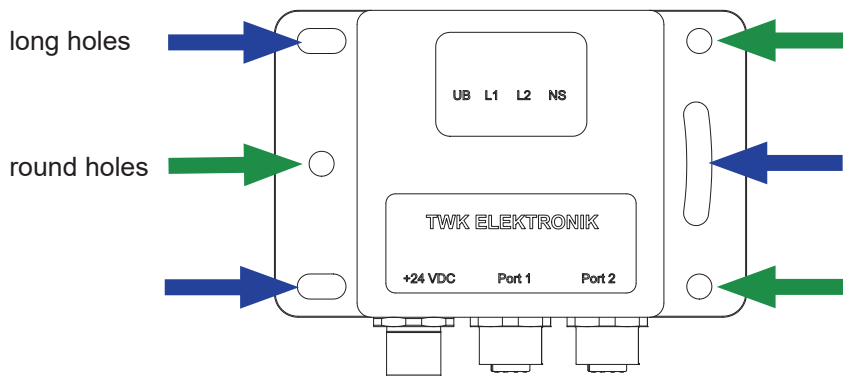 long holes
UB L1 L2 NS
round holes
TWK ELEKTRONIK
+24 VDC Port 1 Port 2